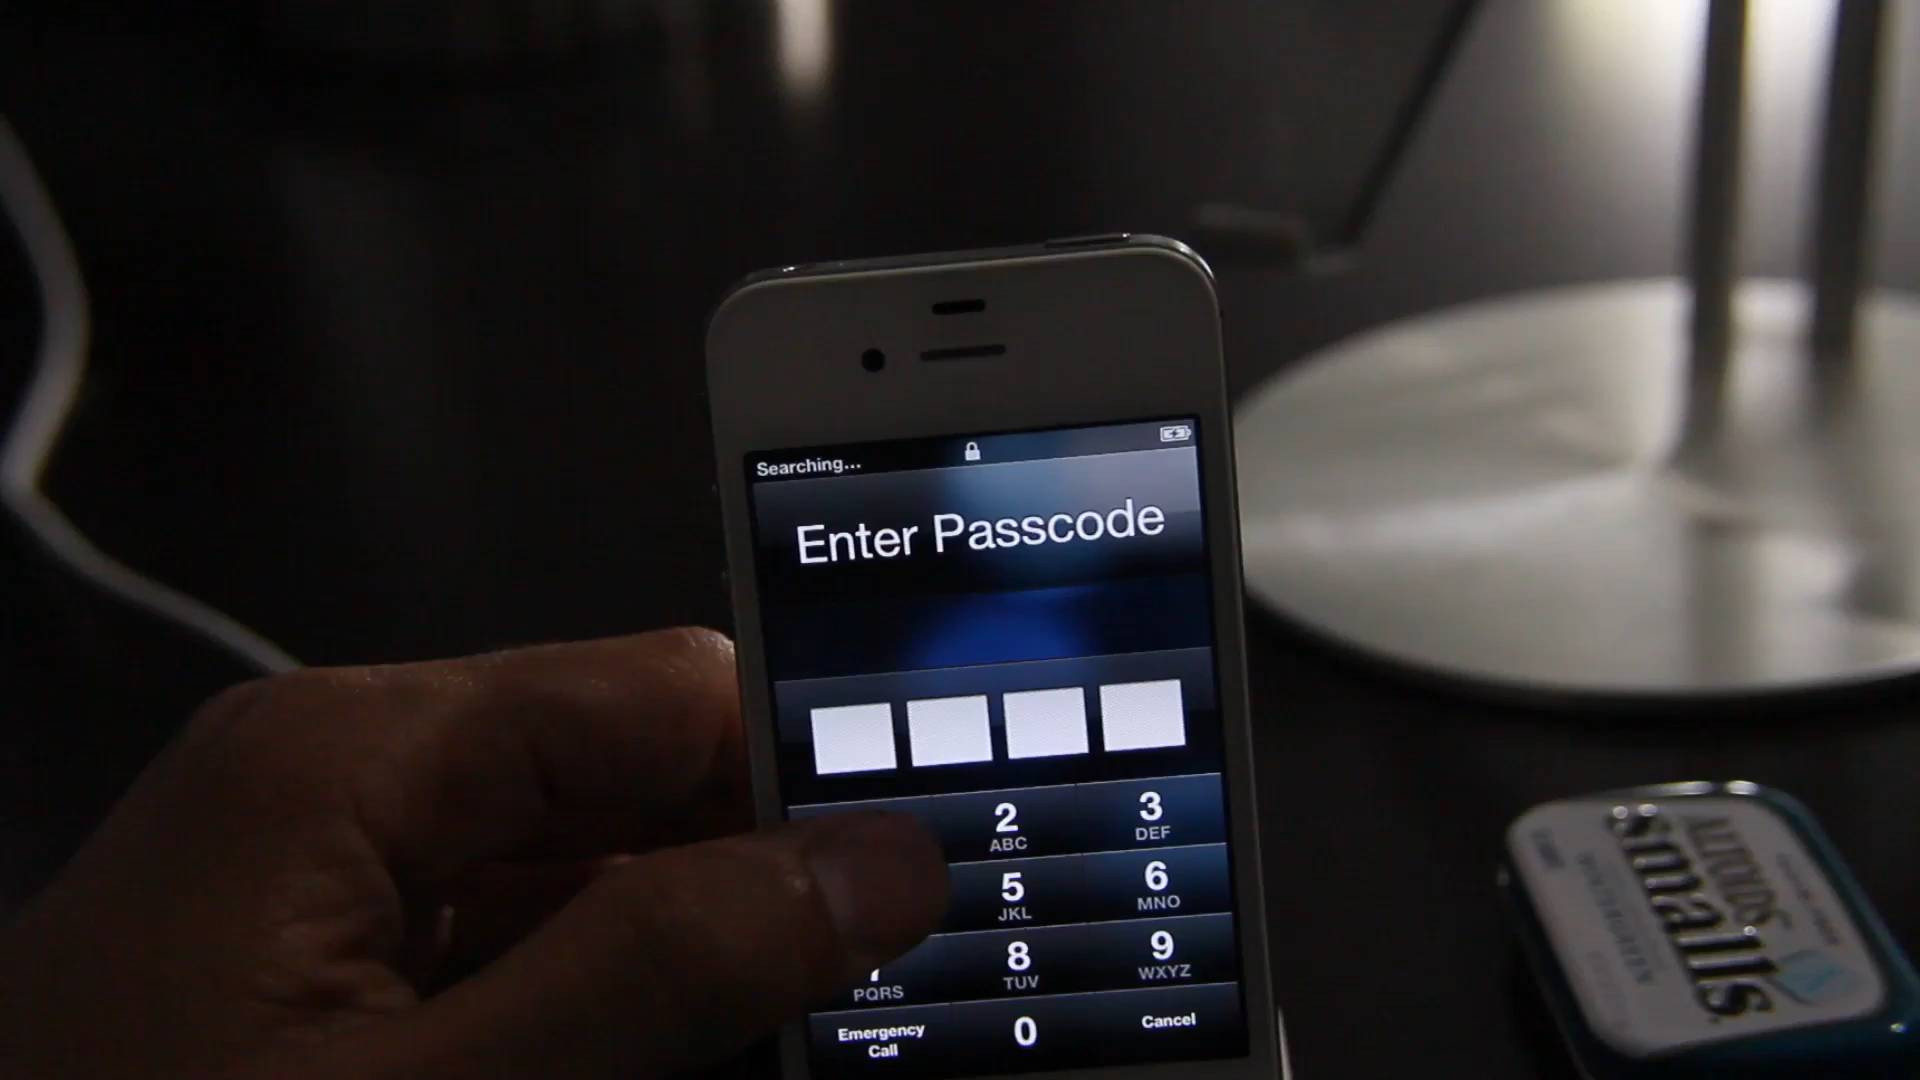 Searching...
Enter Passcode
2
ABC
3
DEF
5
JKL
6
MNO
PQRS
8
TUV
9
WXYZ
Emergency
Call
0
Cancel
ALTOIDS
Smalls